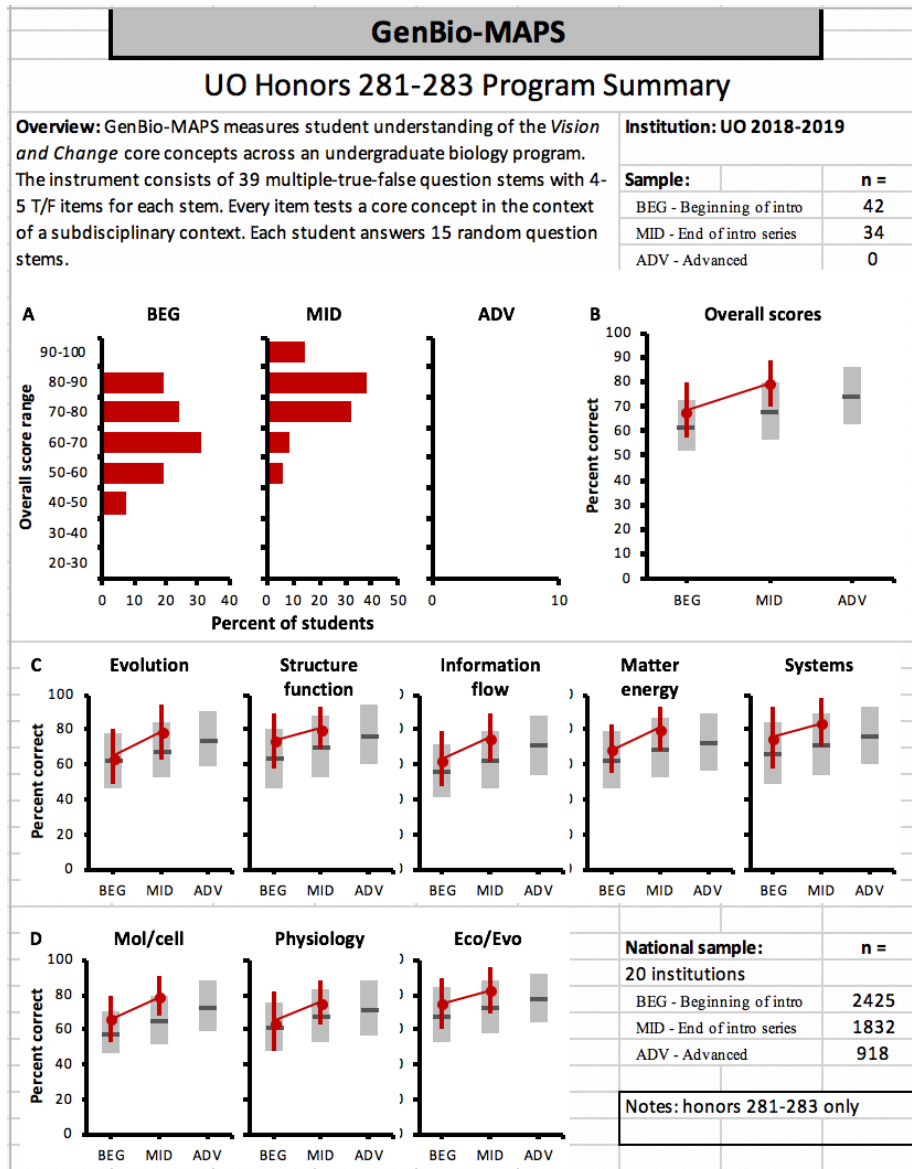 GenBio-MAPS
UO Honors 281-283 Program Summary
Overview: GenBio-MAPS measures student understanding of the Vision
and Change core concepts across an undergraduate biology program.
The instrument consists of 39 multiple-true-false question stems with 4-
5 T/F items for each stem. Every item tests a core concept in the context
of a subdisciplinary context. Each student answers 15 random question
stems.
Institution: UO 2018-2019
Sample: n =
BEG - Beginning of intro 42
MID - End of intro series 34
ADV - Advanced 0
A BEG MID ADV
Overall score range
90-100
80-90
70-80
60-70
50-60
40-50
30-40
20-30
0 10 20 30 40
0 10 20 30 40 50
0 10
Percent of students
B Overall scores
Percent correct
100
90
80
70
60
50
40
30
20
10
0
BEG MID ADV
C Evolution
Percent correct
100
80
60
40
20
0
BEG MID ADV
Structure
function
BEG MID ADV
Information
flow
BEG MID ADV
Matter
energy
BEG MID ADV
Systems
BEG MID ADV
D Mol/cell
Percent correct
100
80
60
40
20
0
BEG MID ADV
Physiology
BEG MID ADV
Eco/Evo
BEG MID ADV
National sample: n =
20 institutions
BEG - Beginning of intro 2425
MID - End of intro series 1832
ADV - Advanced 918
Notes: honors 281-283 only